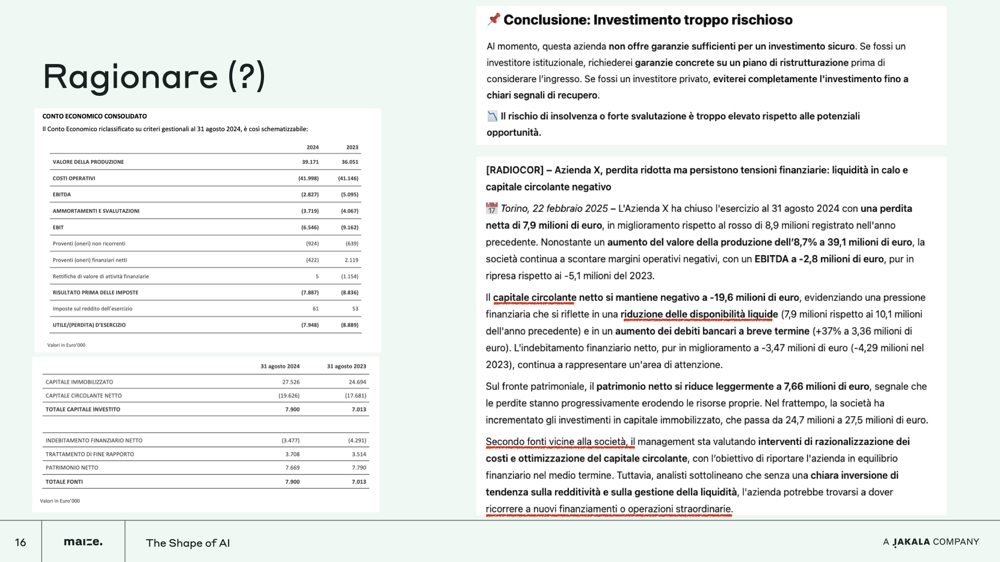 Ragionare (?)
CONTO ECONOMICO CONSOLIDATO
Il Conto Economico riclassificato su criteri gestionali al 31 agosto 2024, è così schematizzabile:
2024 2023
VALORE DELLA PRODUZIONE 39.171 36.051
COSTI OPERATIVI (41.998) (41.146)
EBITDA (2.827) (5.095)
AMMORTAMENTI E SVALUTAZIONI (3.719) (4.067)
EBIT (6.546) (9.162)
Proventi (oneri) non ricorrenti (924) (639)
Proventi (oneri) finanziari netti (422) 2.119
Rettifiche di valore di attività finanziarie 5 (1.154)
RISULTATO PRIMA DELLE IMPOSTE (7.887) (8.836)
Imposte sul reddito dell'esercizio 61 53
UTILE/(PERDITA) D'ESERCIZIO (7.948) (8.889)
Valori in Euro'000
31 agosto 2024 31 agosto 2023
CAPITALE IMMOBILIZZATO 27.526 24.694
CAPITALE CIRCOLANTE NETTO (19.626) (17.681)
TOTALE CAPITALE INVESTITO 7.900 7.013
INDEBITAMENTO FINANZIARIO NETTO (3.477) (4.291)
TRATTAMENTO DI FINE RAPPORTO 3.708 3.514
PATRIMONIO NETTO 7.669 7.790
TOTALE FONTI 7.900 7.013
Valori in Euro'000
📌 Conclusione: Investimento troppo rischioso
Al momento, questa azienda non offre garanzie sufficienti per un investimento sicuro. Se fossi un
investitore istituzionale, richiederei garanzie concrete su un piano di ristrutturazione prima di
considerare l'ingresso. Se fossi un investitore privato, eviterei completamente l'investimento fino a
chiari segnali di recupero.
📉 Il rischio di insolvenza o forte svalutazione è troppo elevato rispetto alle potenziali
opportunità.
[RADIOCOR] – Azienda X, perdita ridotta ma persistono tensioni finanziarie: liquidità in calo e
capitale circolante negativo
📅 Torino, 22 febbraio 2025 – L'Azienda X ha chiuso l'esercizio al 31 agosto 2024 con una perdita
netta di 7,9 milioni di euro, in miglioramento rispetto al rosso di 8,9 milioni registrato nell'anno
precedente. Nonostante un aumento del valore della produzione dell'8,7% a 39,1 milioni di euro, la
società continua a scontare margini operativi negativi, con un EBITDA a -2,8 milioni di euro, pur in
ripresa rispetto ai -5,1 milioni del 2023.
Il capitale circolante netto si mantiene negativo a -19,6 milioni di euro, evidenziando una pressione
finanziaria che si riflette in una riduzione delle disponibilità liquide (7,9 milioni rispetto ai 10,1 milioni
dell'anno precedente) e in un aumento dei debiti bancari a breve termine (+37% a 3,36 milioni di
euro). L'indebitamento finanziario netto, pur in miglioramento a -3,47 milioni di euro (-4,29 milioni nel
2023), continua a rappresentare un'area di attenzione.
Sul fronte patrimoniale, il patrimonio netto si riduce leggermente a 7,66 milioni di euro, segnale che
le perdite stanno progressivamente erodendo le risorse proprie. Nel frattempo, la società ha
incrementato gli investimenti in capitale immobilizzato, che passa da 24,7 milioni a 27,5 milioni di euro.
Secondo fonti vicine alla società, il management sta valutando interventi di razionalizzazione dei
costi e ottimizzazione del capitale circolante, con l'obiettivo di riportare l'azienda in equilibrio
finanziario nel medio termine. Tuttavia, analisti sottolineano che senza una chiara inversione di
tendenza sulla redditività e sulla gestione della liquidità, l'azienda potrebbe trovarsi a dover
ricorrere a nuovi finanziamenti o operazioni straordinarie.
16 maize. The Shape of AI A JAKALA COMPANY